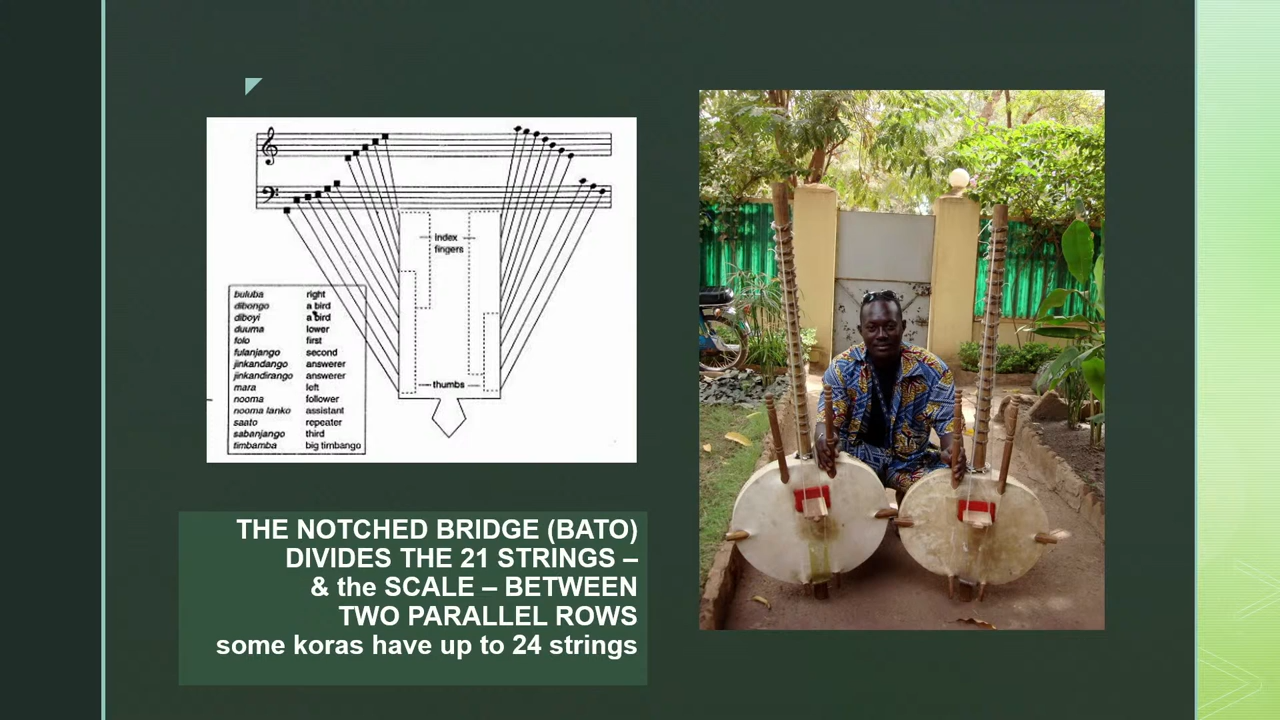 Index
fingers
thumbs
buluba right
dibongo a bird
diboyi a bird
duuma lower
folo first
fulanjango second
jinkandango answerer
jinkandirango answerer
mara left
nooma follower
nooma lanko assistant
saato repeater
sabanjango third
timbamba big timbango
THE NOTCHED BRIDGE (BATO)
DIVIDES THE 21 STRINGS –
& the SCALE – BETWEEN
TWO PARALLEL ROWS
some koras have up to 24 strings